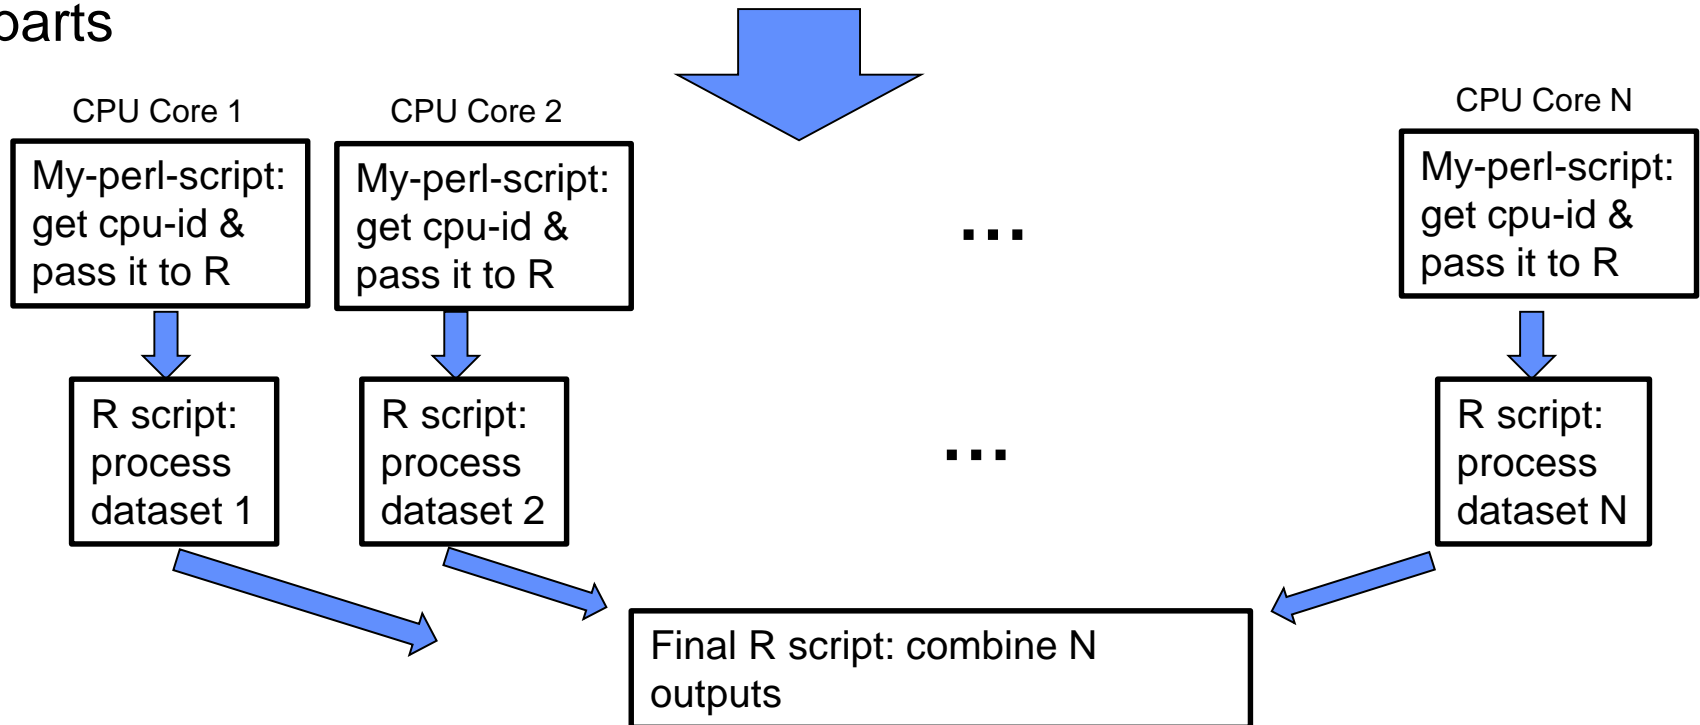 parts
CPU Core 1
CPU Core 2
CPU Core N
My-perl-script:
get cpu-id &
pass it to R
My-perl-script:
get cpu-id &
pass it to R
...
My-perl-script:
get cpu-id &
pass it to R
R script:
process
dataset 1
R script:
process
dataset 2
...
R script:
process
dataset N
Final R script: combine N
outputs